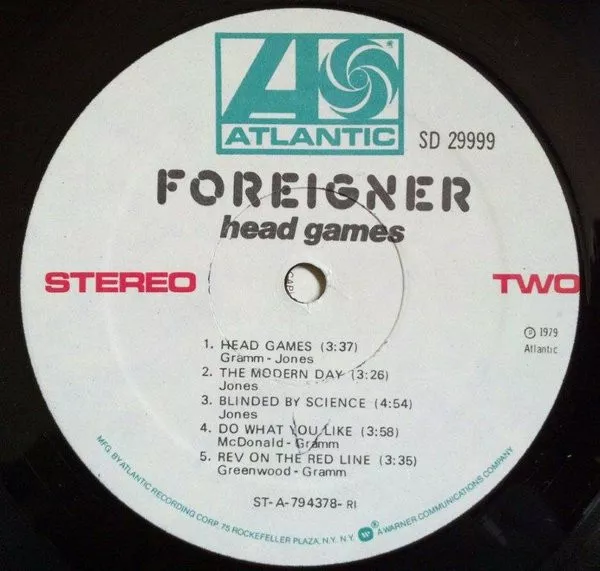 ATLANTIC
SD 29999
FOREIGNER
head games
STEREO
TWO
℗ 1979
Atlantic
1. HEAD GAMES (3:37)
Gramm - Jones
2. THE MODERN DAY (3:26)
Jones
3. BLINDED BY SCIENCE (4:54)
Jones
4. DO WHAT YOU LIKE (3:58)
McDonald - Gramm
5. REV ON THE RED LINE (3:35)
Greenwood - Gramm
ST-A-794378- RI
MFG. BY ATLANTIC RECORDING CORP. 75 ROCKEFELLER PLAZA, N.Y. N.Y. ® A WARNER COMMUNICATIONS COMPANY